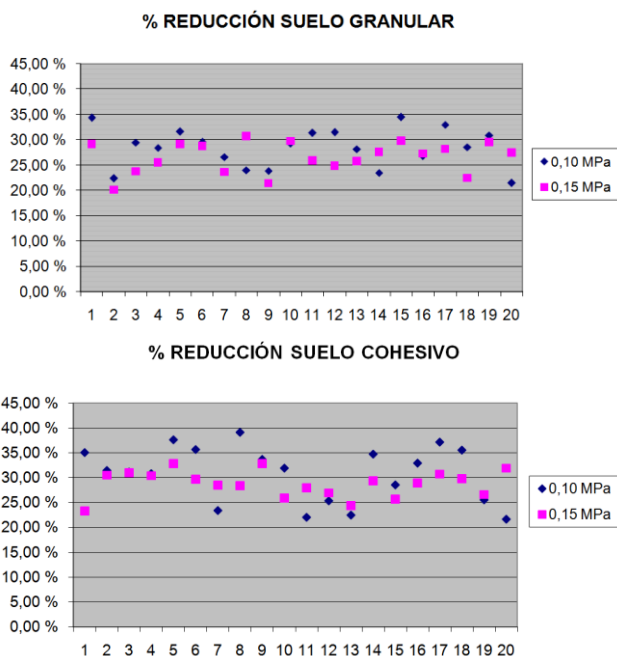 % REDUCCIÓN SUELO GRANULAR
45,00 %
40,00 %
35,00 %
30,00 %
25,00 %
20,00 %
15,00 %
10,00 %
5,00 %
0,00 %
1 2 3 4 5 6 7 8 9 10 11 12 13 14 15 16 17 18 19 20
0,10 MPa
0,15 MPa
% REDUCCIÓN SUELO COHESIVO
45,00 %
40,00 %
35,00 %
30,00 %
25,00 %
20,00 %
15,00 %
10,00 %
5,00 %
0,00 %
1 2 3 4 5 6 7 8 9 10 11 12 13 14 15 16 17 18 19 20
0,10 MPa
0,15 MPa